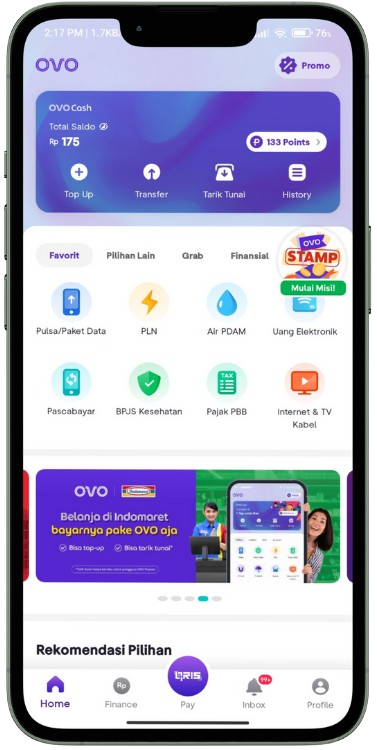 2:17 PM | 1.7KB
76%
OVO
Promo
OVO Cash
Total Saldo
Rp 175
133 Points
Top Up
Transfer
Tarik Tunai
History
Favorit
Pilihan Lain
Grab
Finansial
OVO
STAMP
Mulai Misi!
Pulsa/Paket Data
PLN
Air PDAM
Uang Elektronik
Pascabayar
BPJS Kesehatan
TAX
Pajak PBB
Internet & TV
Kabel
OVO
Indomaret
Belanja di Indomaret
bayarnya pake OVO aja
Bisa top-up
Bisa tarik tunai*
Rekomendasi Pilihan
Home
Rp
Finance
QRIS
Pay
99+
Inbox
Profile